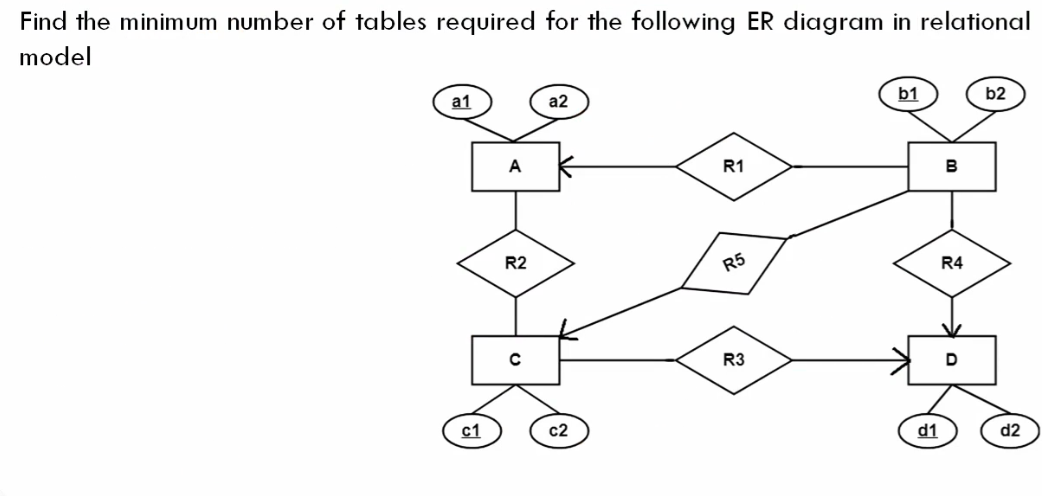 Find the minimum number of tables required for the following ER diagram in relational
model
a1 a2 b1 b2
A R1 B
R2 R5 R4
C R3 D
c1 c2 d1 d2